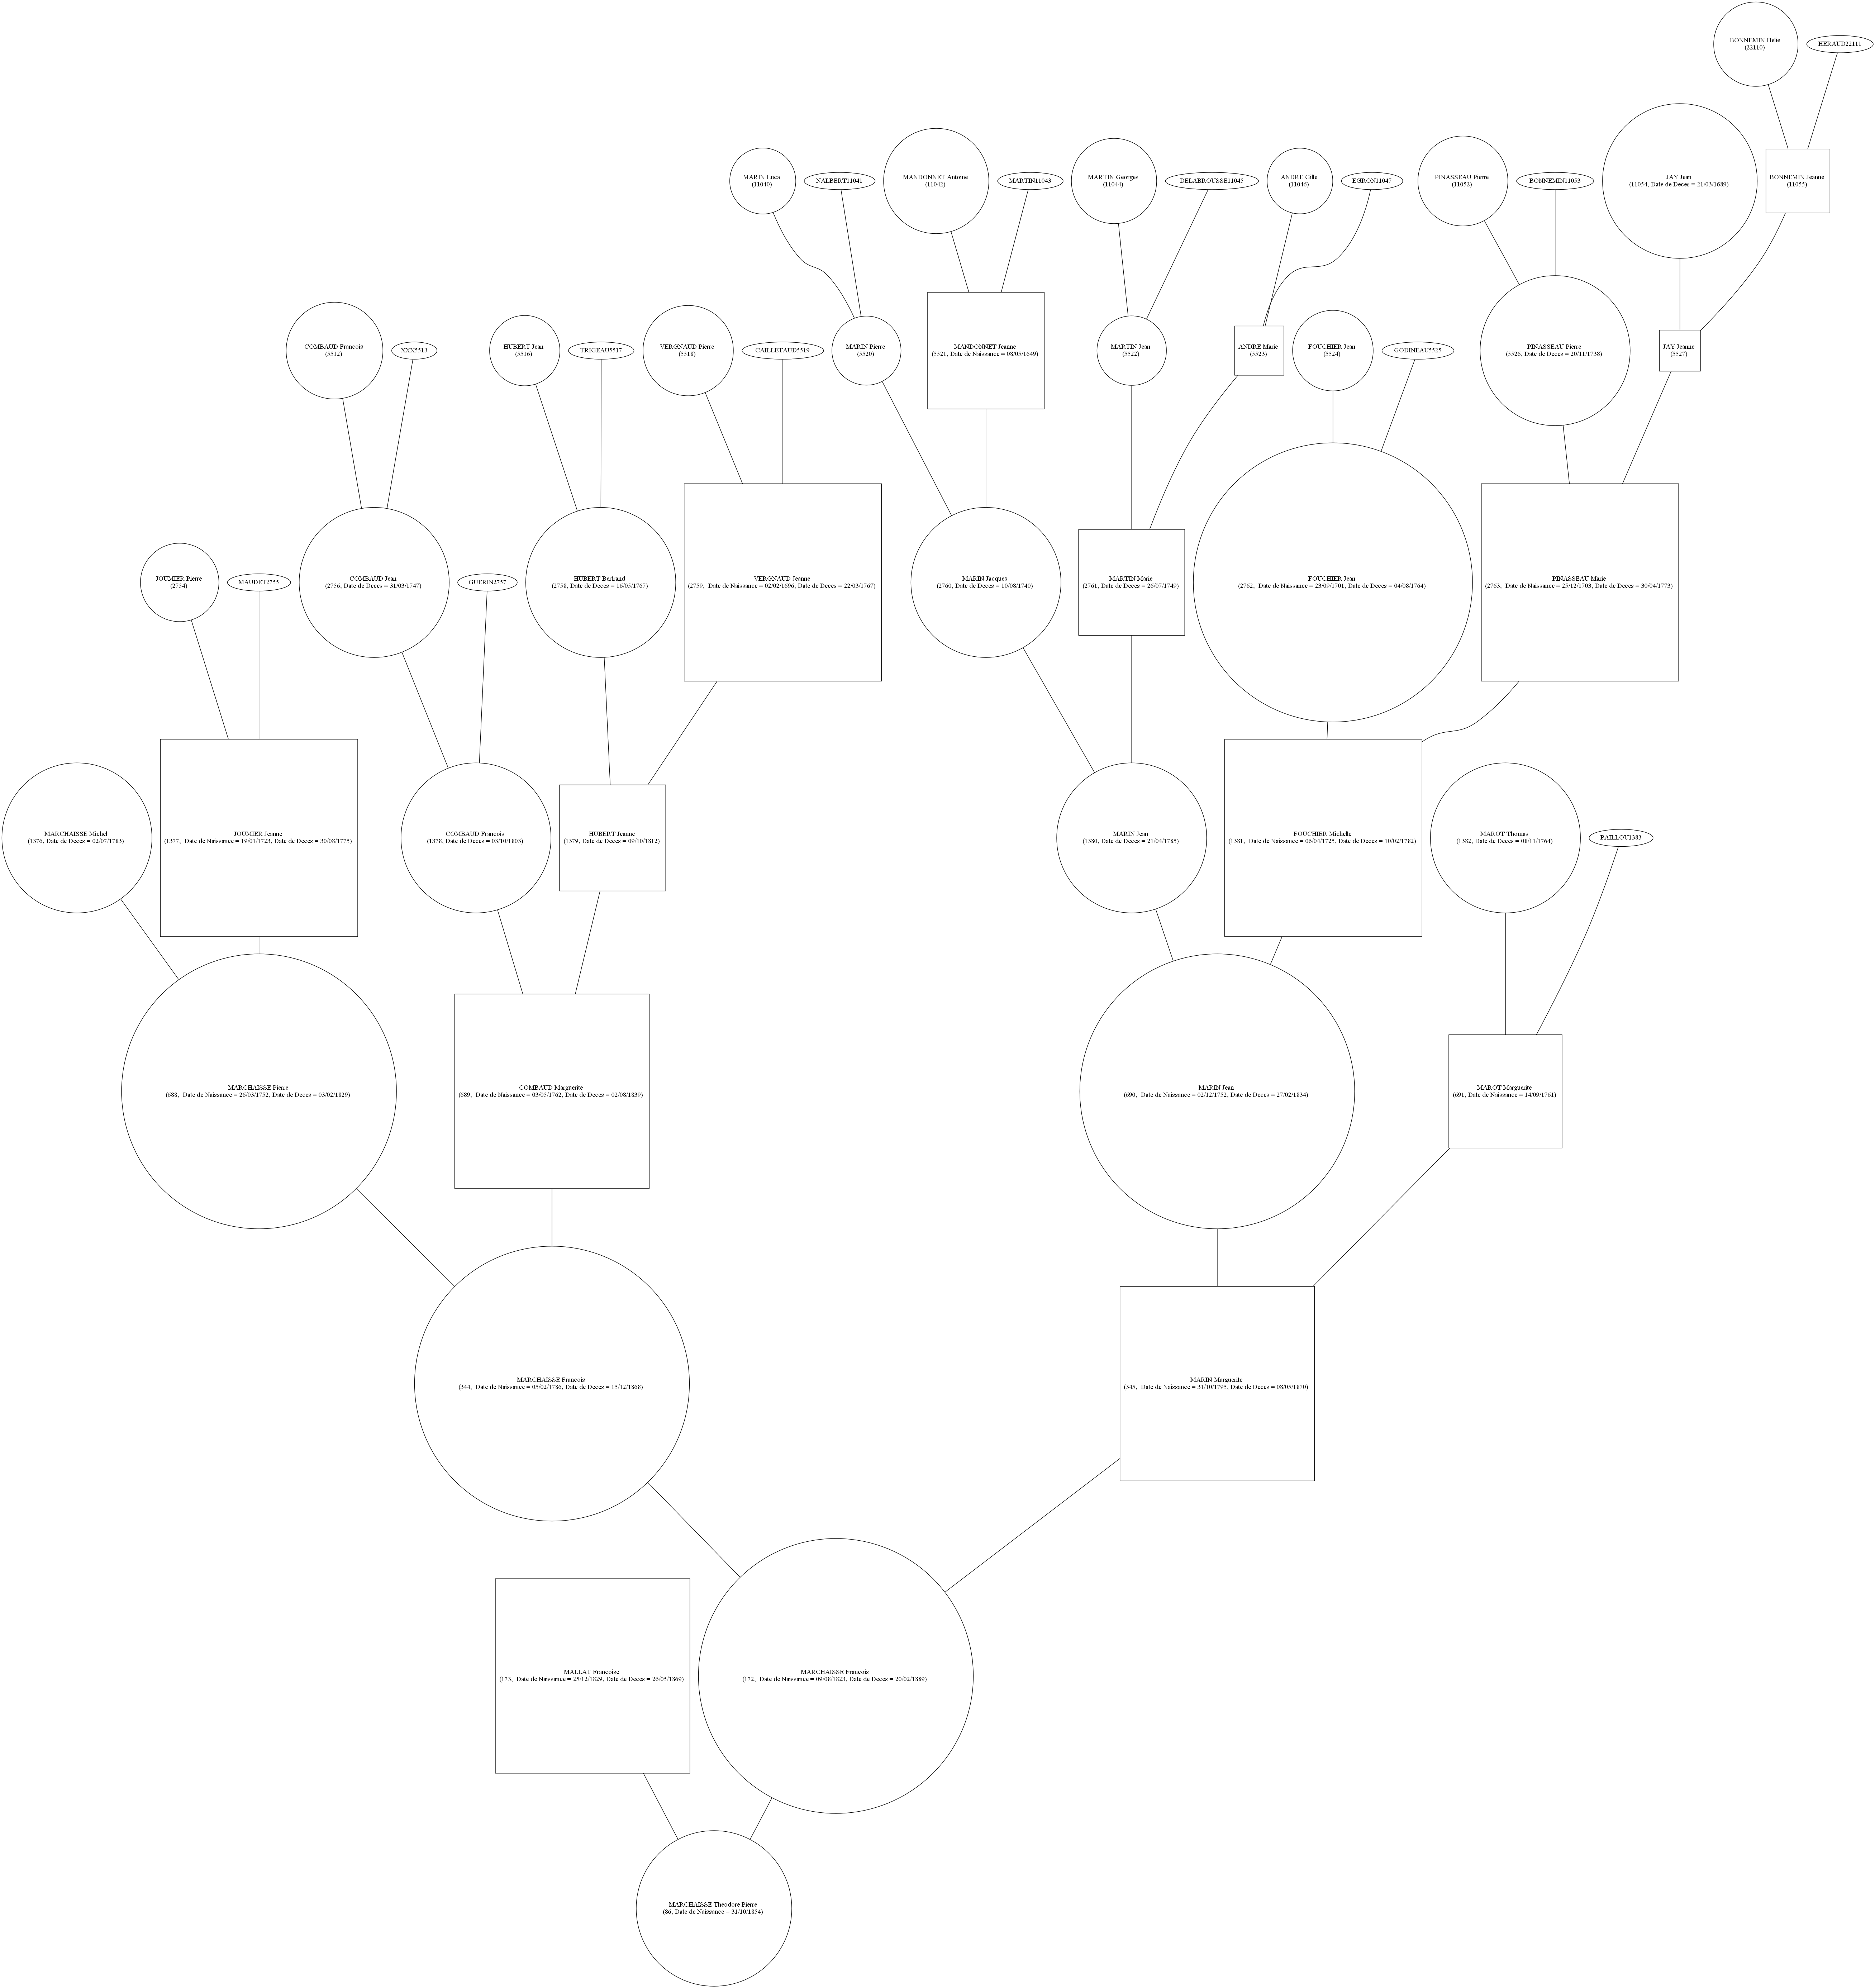 BONNEMIN Helie
(22110)
HERAUD22111
MARIN Luca
(11040)
NALBERT11041
MANDONNET Antoine
(11042)
MARTIN11043
MARTIN Georges
(11044)
DELABROUSSE11045
ANDRE Gille
(11046)
EGRON11047
PINASSEAU Pierre
(11052)
BONNEMIN11053
JAY Jean
(11054, Date de Deces = 21/03/1689)
BONNEMIN Jeanne
(11055)
COMBAUD Francois
(5512)
XXX5513
HUBERT Jean
(5516)
TRIGEAU5517
VERGNAUD Pierre
(5518)
CAILLETAUD5519
MARIN Pierre
(5520)
MANDONNET Jeanne
(5521, Date de Naissance = 08/05/1649)
MARTIN Jean
(5522)
ANDRE Marie
(5523)
FOUCHIER Jean
(5524)
GODINEAU5525
PINASSEAU Pierre
(5526, Date de Deces = 20/11/1738)
JAY Jeanne
(5527)
JOUMIER Pierre
(2754)
MAUDET2755
COMBAUD Jean
(2756, Date de Deces = 31/03/1747)
GUERIN2757
HUBERT Bertrand
(2758, Date de Deces = 16/05/1767)
VERGNAUD Jeanne
(2759,  Date de Naissance = 02/02/1696, Date de Deces = 22/03/1767)
MARIN Jacques
(2760, Date de Deces = 10/08/1740)
MARTIN Marie
(2761, Date de Deces = 26/07/1749)
FOUCHIER Jean
(2762,  Date de Naissance = 23/09/1701, Date de Deces = 04/08/1764)
PINASSEAU Marie
(2763,  Date de Naissance = 25/12/1703, Date de Deces = 30/04/1773)
MARCHAISSE Michel
(1376, Date de Deces = 02/07/1783)
JOUMIER Jeanne
(1377,  Date de Naissance = 19/01/1723, Date de Deces = 30/08/1775)
COMBAUD Francois
(1378, Date de Deces = 03/10/1803)
HUBERT Jeanne
(1379, Date de Deces = 09/10/1812)
MARIN Jean
(1380, Date de Deces = 21/04/1785)
FOUCHIER Michelle
(1381,  Date de Naissance = 06/04/1725, Date de Deces = 10/02/1782)
MAROT Thomas
(1382, Date de Deces = 08/11/1764)
PAILLOU1383
MARCHAISSE Pierre
(688,  Date de Naissance = 26/03/1752, Date de Deces = 03/02/1829)
COMBAUD Marguerite
(689,  Date de Naissance = 03/05/1762, Date de Deces = 02/08/1839)
MARIN Jean
(690,  Date de Naissance = 02/12/1752, Date de Deces = 27/02/1834)
MAROT Marguerite
(691, Date de Naissance = 14/09/1761)
MARCHAISSE Francois
(344,  Date de Naissance = 05/02/1786, Date de Deces = 15/12/1868)
MARIN Marguerite
(345,  Date de Naissance = 31/10/1795, Date de Deces = 08/05/1870)
MALLAT Francoise
(173,  Date de Naissance = 25/12/1829, Date de Deces = 26/05/1869)
MARCHAISSE Francois
(172,  Date de Naissance = 09/08/1823, Date de Deces = 20/02/1889)
MARCHAISSE Theodore Pierre
(86, Date de Naissance = 31/10/1854)